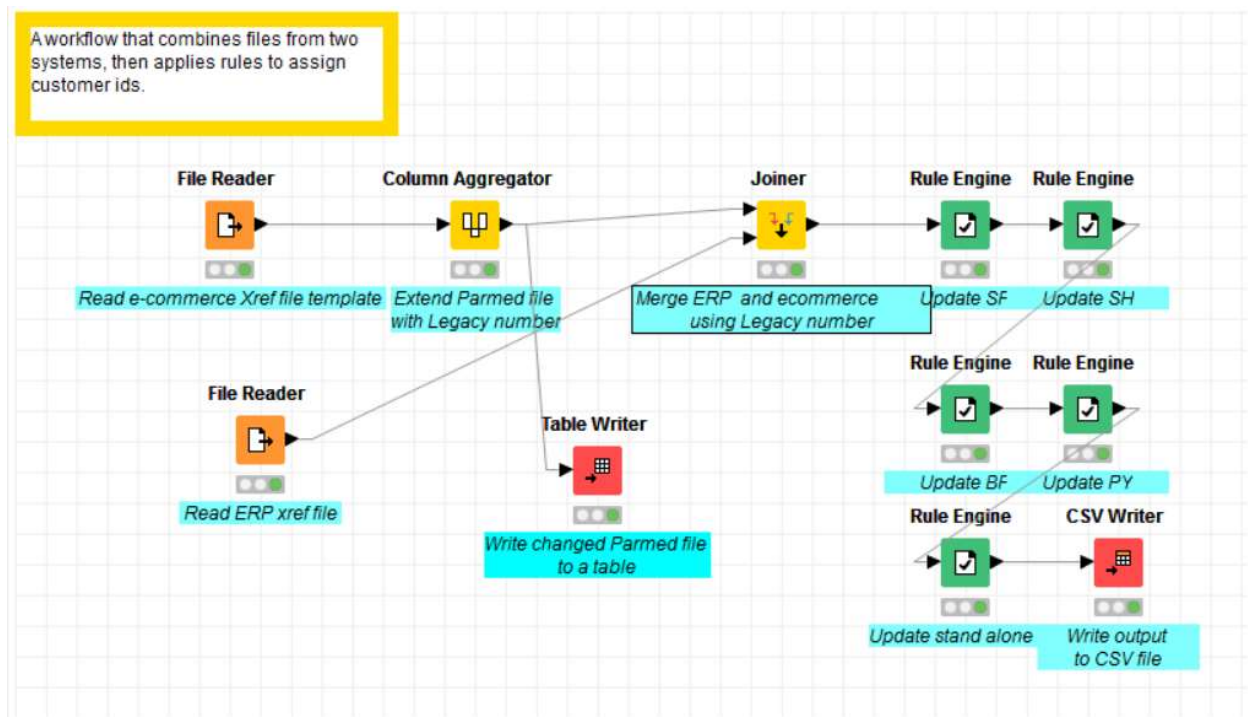 A workflow that combines files from two
systems, then applies rules to assign
customer ids.
File Reader
Column Aggregator
Joiner
Rule Engine
Rule Engine
Read e-commerce Xref file template
Extend Parmed file
with Legacy number
Merge ERP and ecommerce
using Legacy number
Update SF
Update SH
File Reader
Read ERP xref file
Table Writer
Write changed Parmed file
to a table
Rule Engine
Rule Engine
Update BF
Update PY
Rule Engine
CSV Writer
Update stand alone
Write output
to CSV file